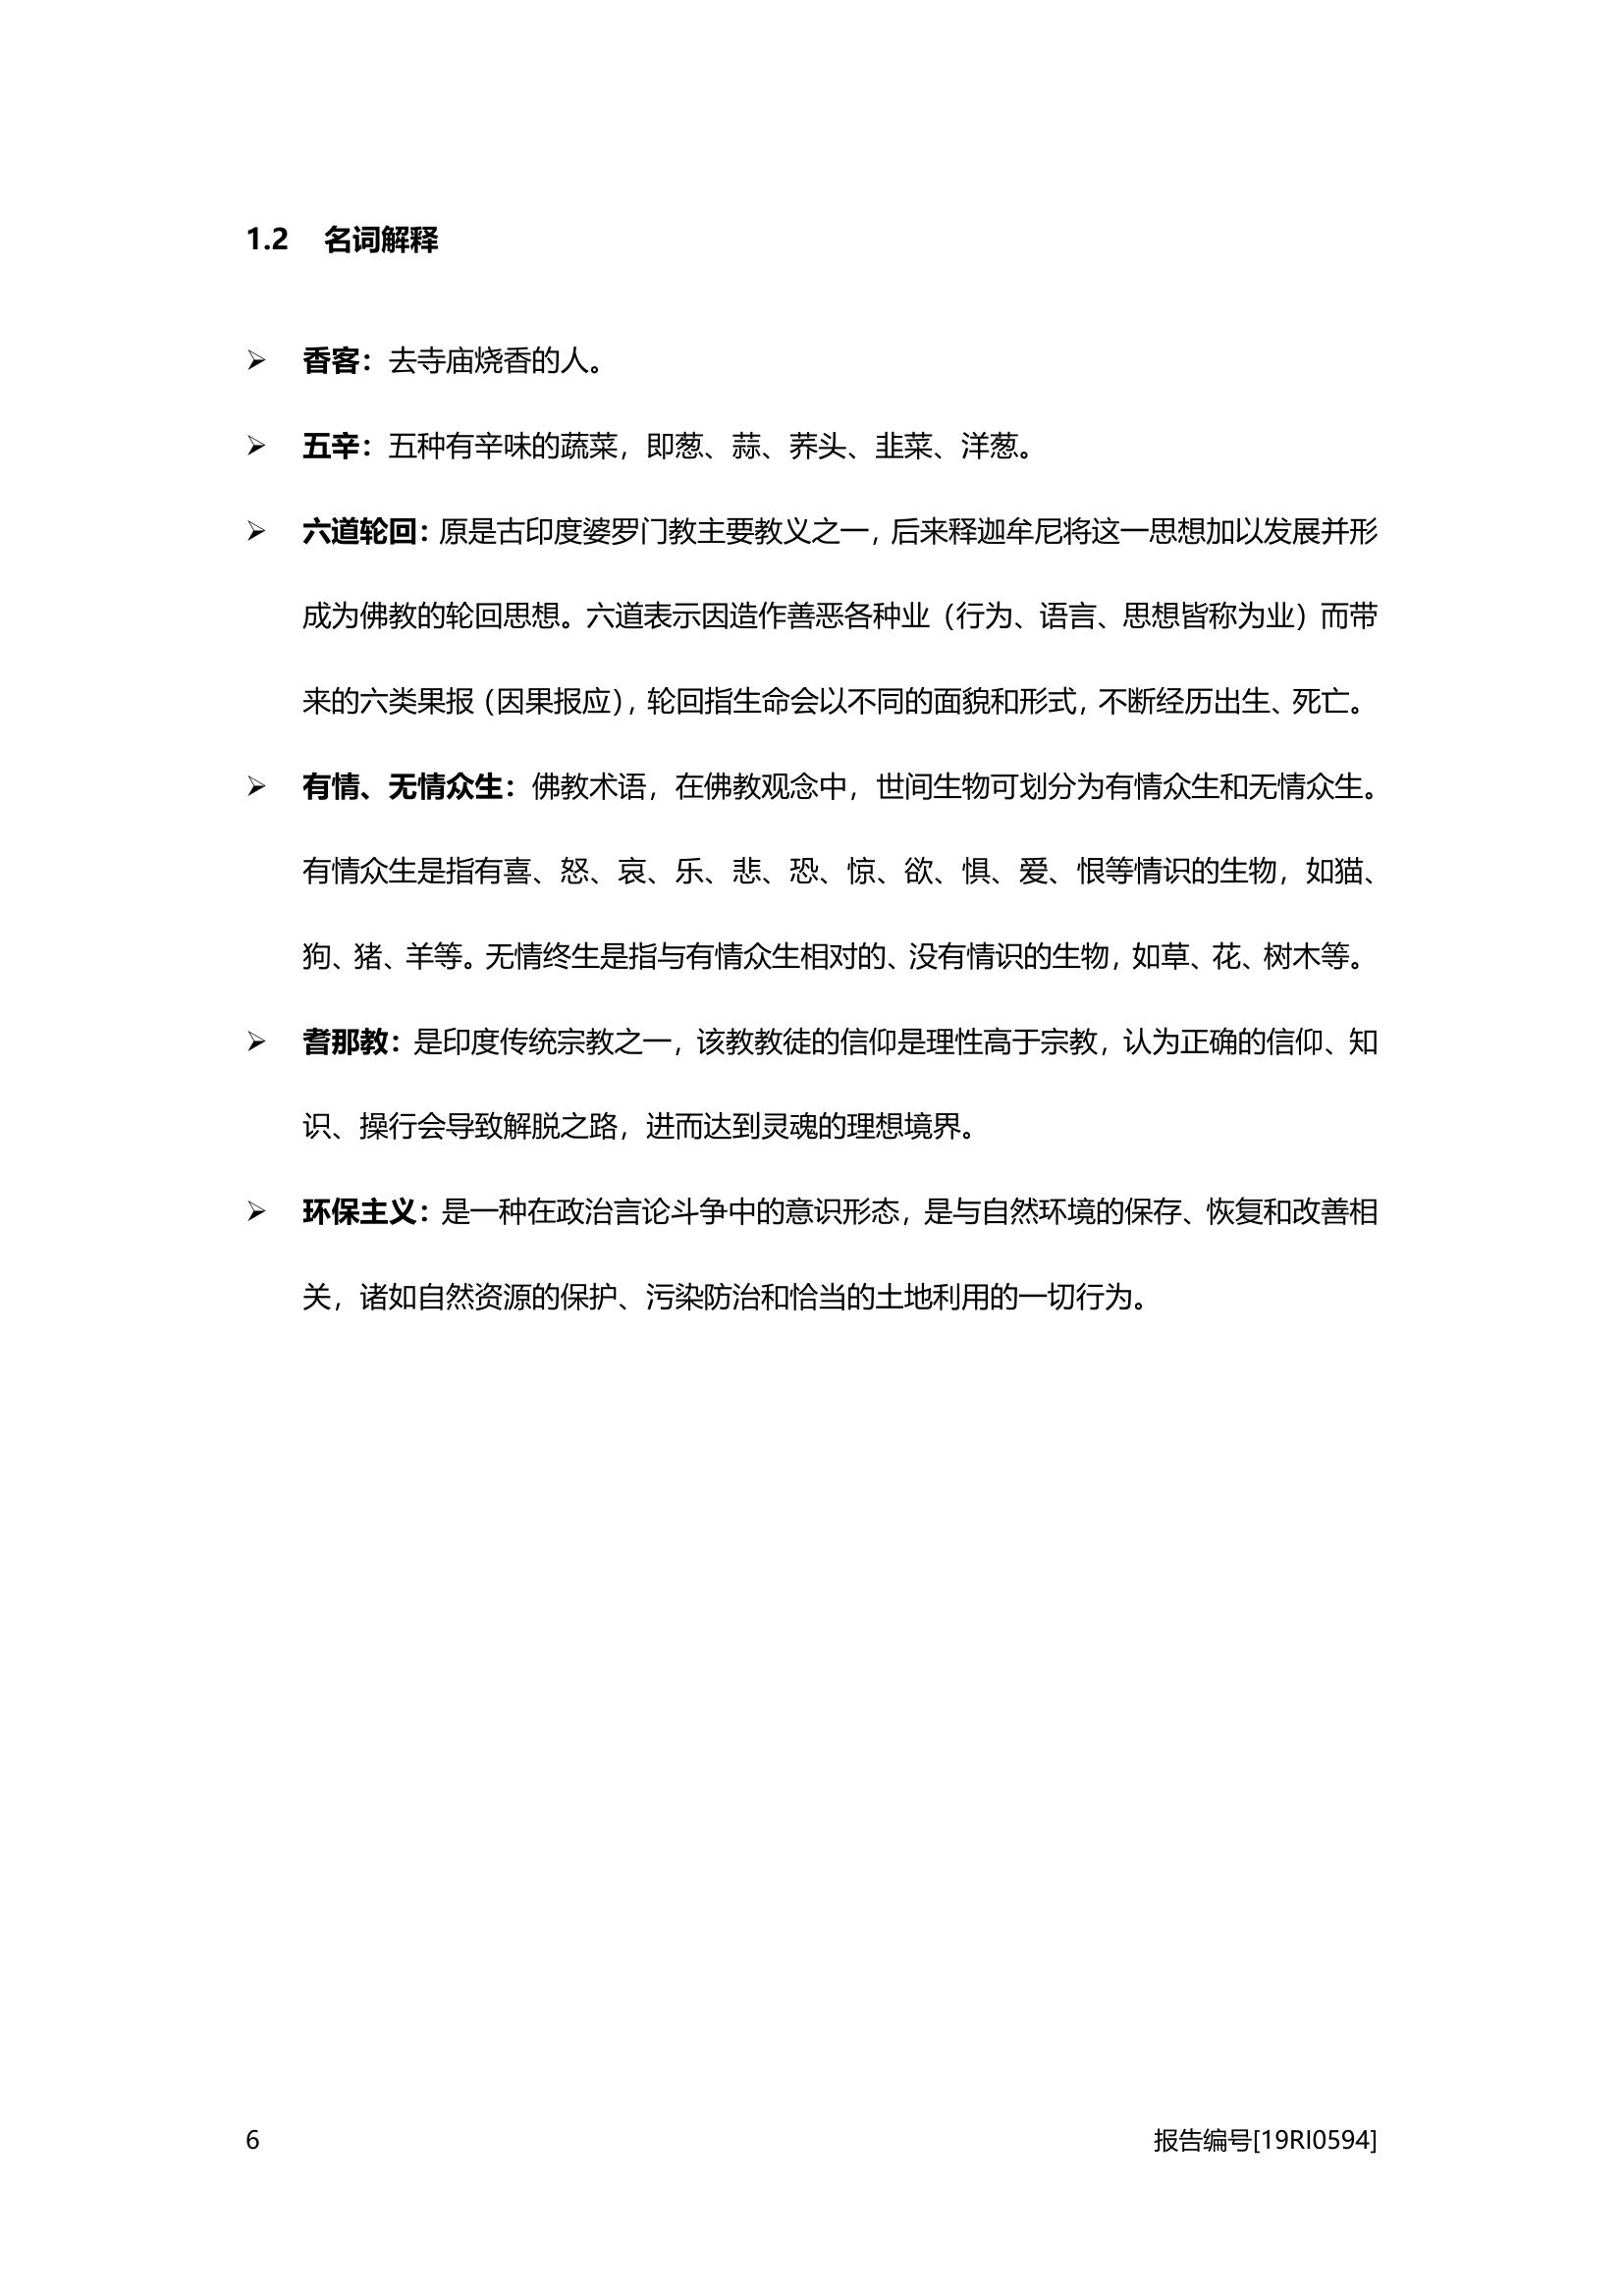 1.2 名词解释
➢ 香客：去寺庙烧香的人。
➢ 五辛：五种有辛味的蔬菜，即葱、蒜、荞头、韭菜、洋葱。
➢ 六道轮回：原是古印度婆罗门教主要教义之一，后来释迦牟尼将这一思想加以发展并形
成为佛教的轮回思想。六道表示因造作善恶各种业（行为、语言、思想皆称为业）而带
来的六类果报（因果报应），轮回指生命会以不同的面貌和形式，不断经历出生、死亡。
➢ 有情、无情众生：佛教术语，在佛教观念中，世间生物可划分为有情众生和无情众生。
有情众生是指有喜、怒、哀、乐、悲、恐、惊、欲、惧、爱、恨等情识的生物，如猫、
狗、猪、羊等。无情终生是指与有情众生相对的、没有情识的生物，如草、花、树木等。
➢ 耆那教：是印度传统宗教之一，该教教徒的信仰是理性高于宗教，认为正确的信仰、知
识、操行会导致解脱之路，进而达到灵魂的理想境界。
➢ 环保主义：是一种在政治言论斗争中的意识形态，是与自然环境的保存、恢复和改善相
关，诸如自然资源的保护、污染防治和恰当的土地利用的一切行为。
6 报告编号[19RI0594]